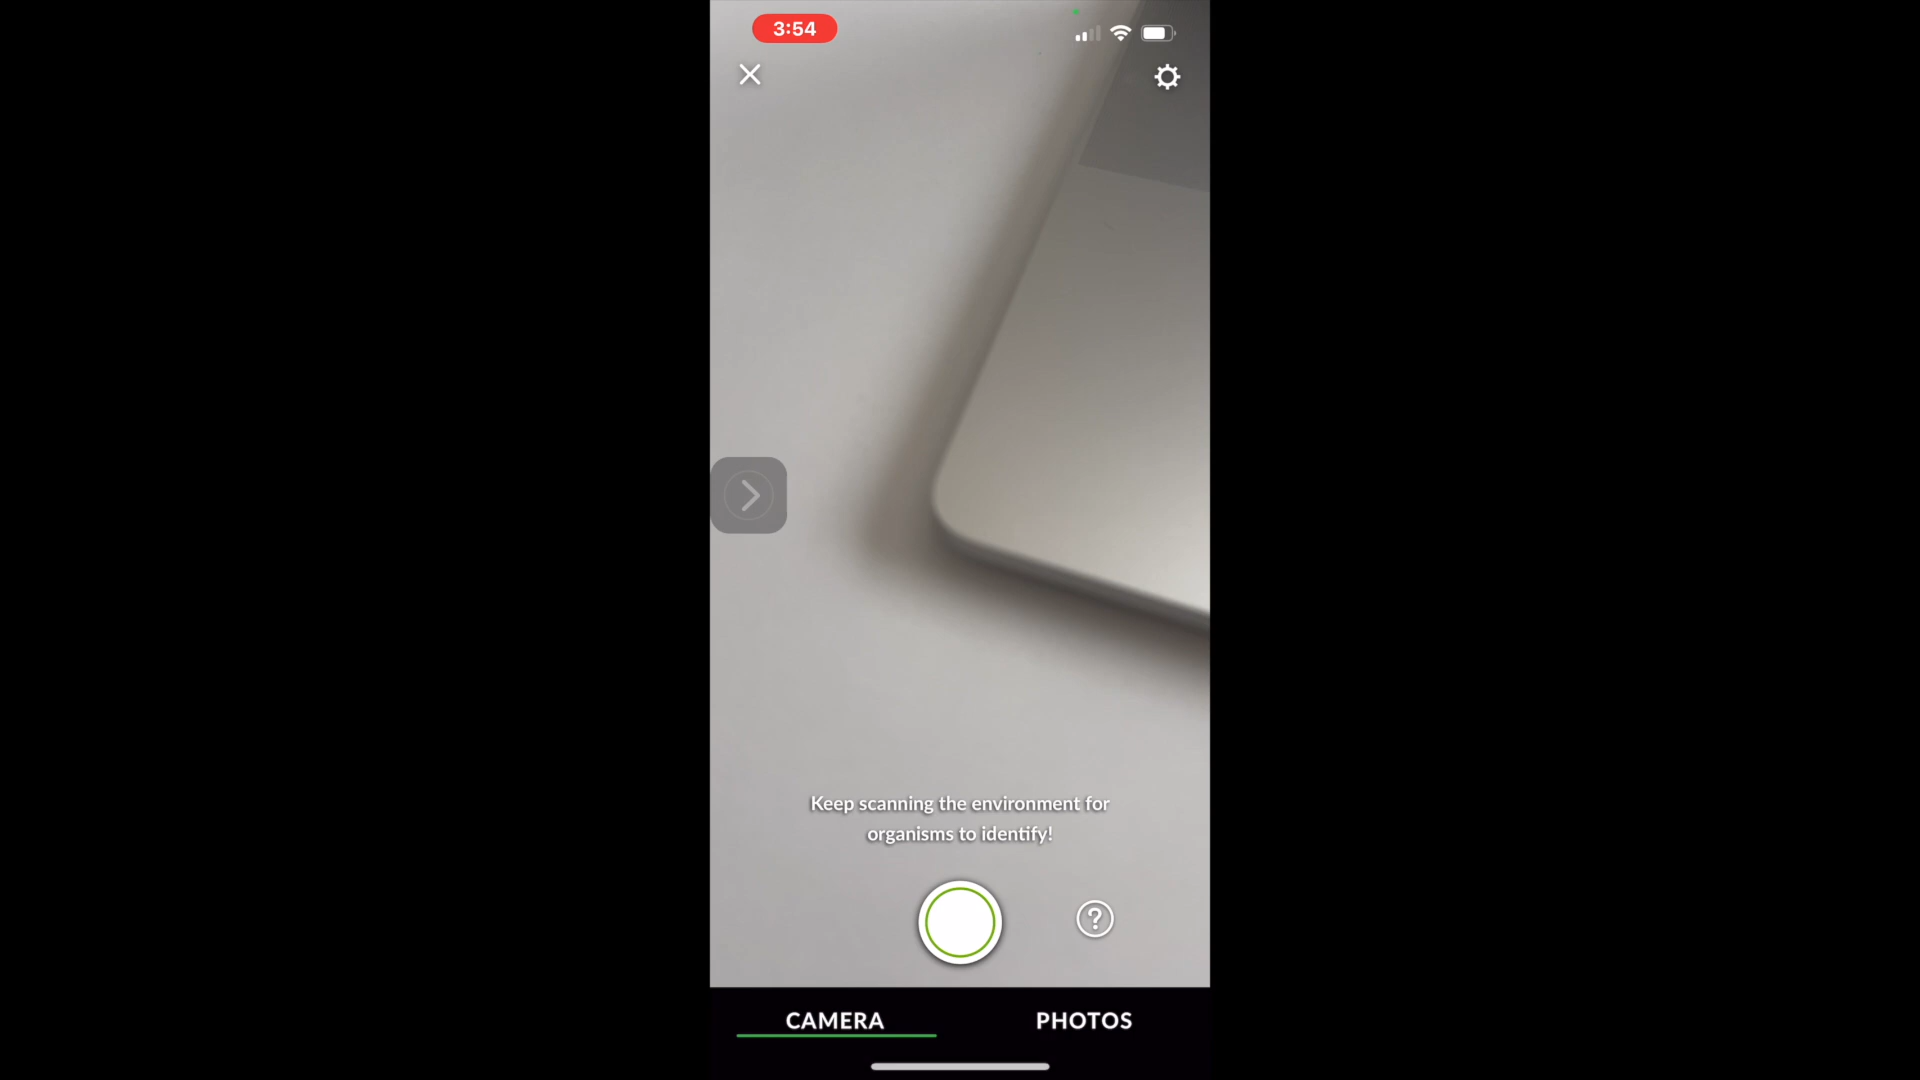 3:54
Keep scanning the environment for
organisms to identify!
?
CAMERA
PHOTOS